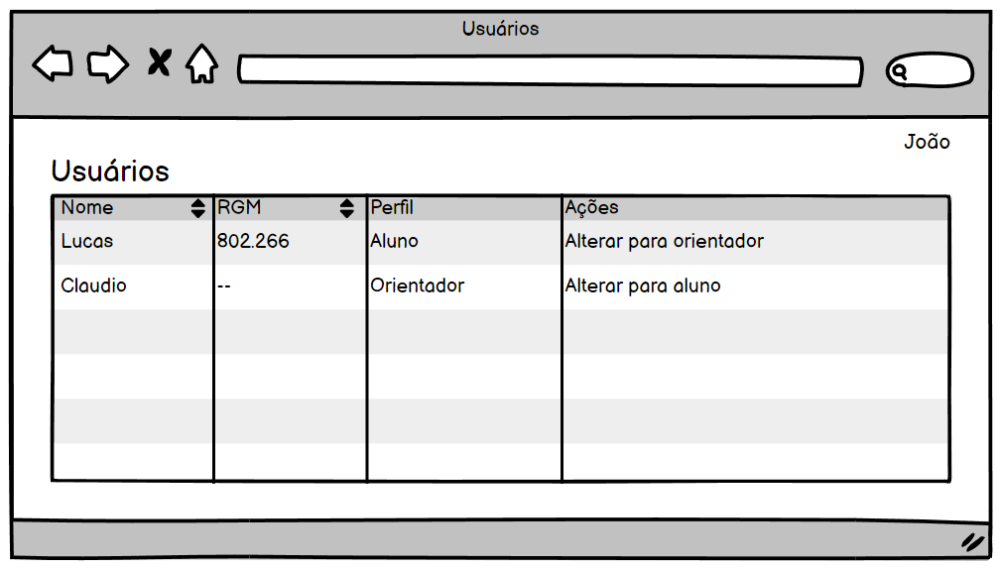 Usuários
João
Usuários
Nome RGM Perfil Ações
Lucas 802.266 Aluno Alterar para orientador
Claudio -- Orientador Alterar para aluno